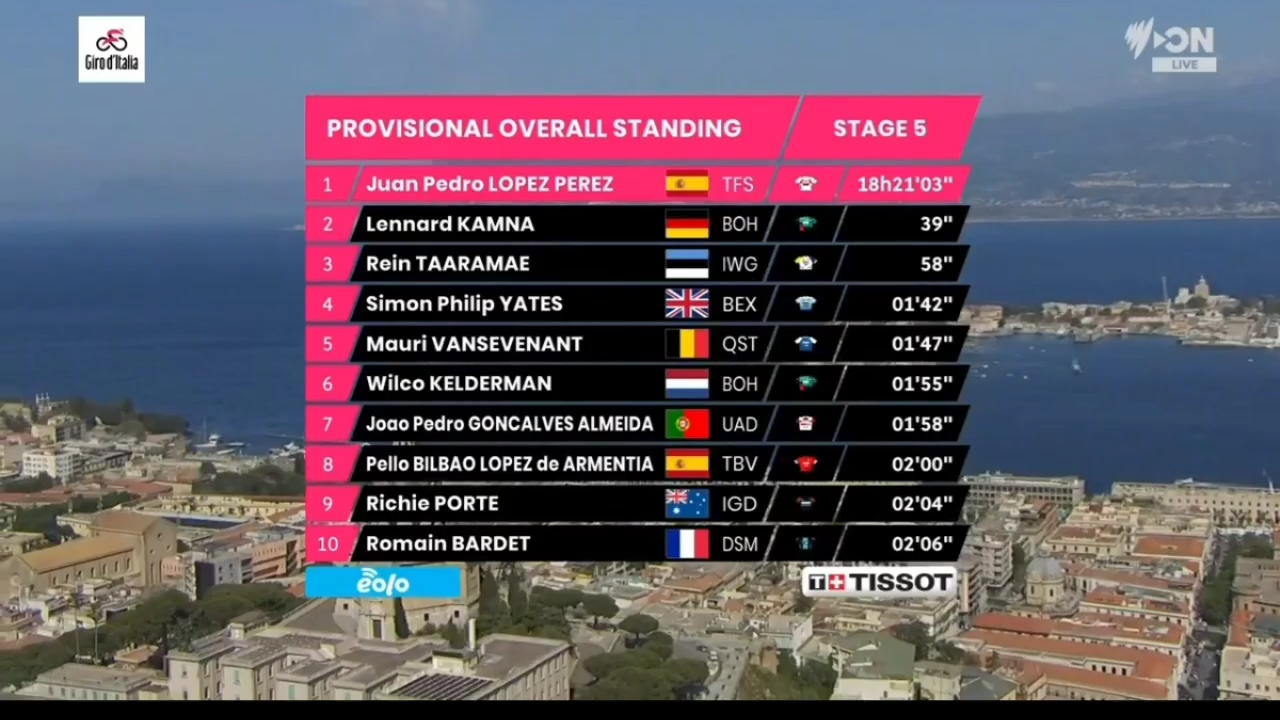 Giro d'Italia
ON
LIVE
PROVISIONAL OVERALL STANDING STAGE 5
1 Juan Pedro LOPEZ PEREZ TFS 18h21'03"
2 Lennard KAMNA BOH 39"
3 Rein TAARAMAE IWG 58"
4 Simon Philip YATES BEX 01'42"
5 Mauri VANSEVENANT QST 01'47"
6 Wilco KELDERMAN BOH 01'55"
7 Joao Pedro GONCALVES ALMEIDA UAD 01'58"
8 Pello BILBAO LOPEZ de ARMENTIA TBV 02'00"
9 Richie PORTE IGD 02'04"
10 Romain BARDET DSM 02'06"
eolo T+ TISSOT